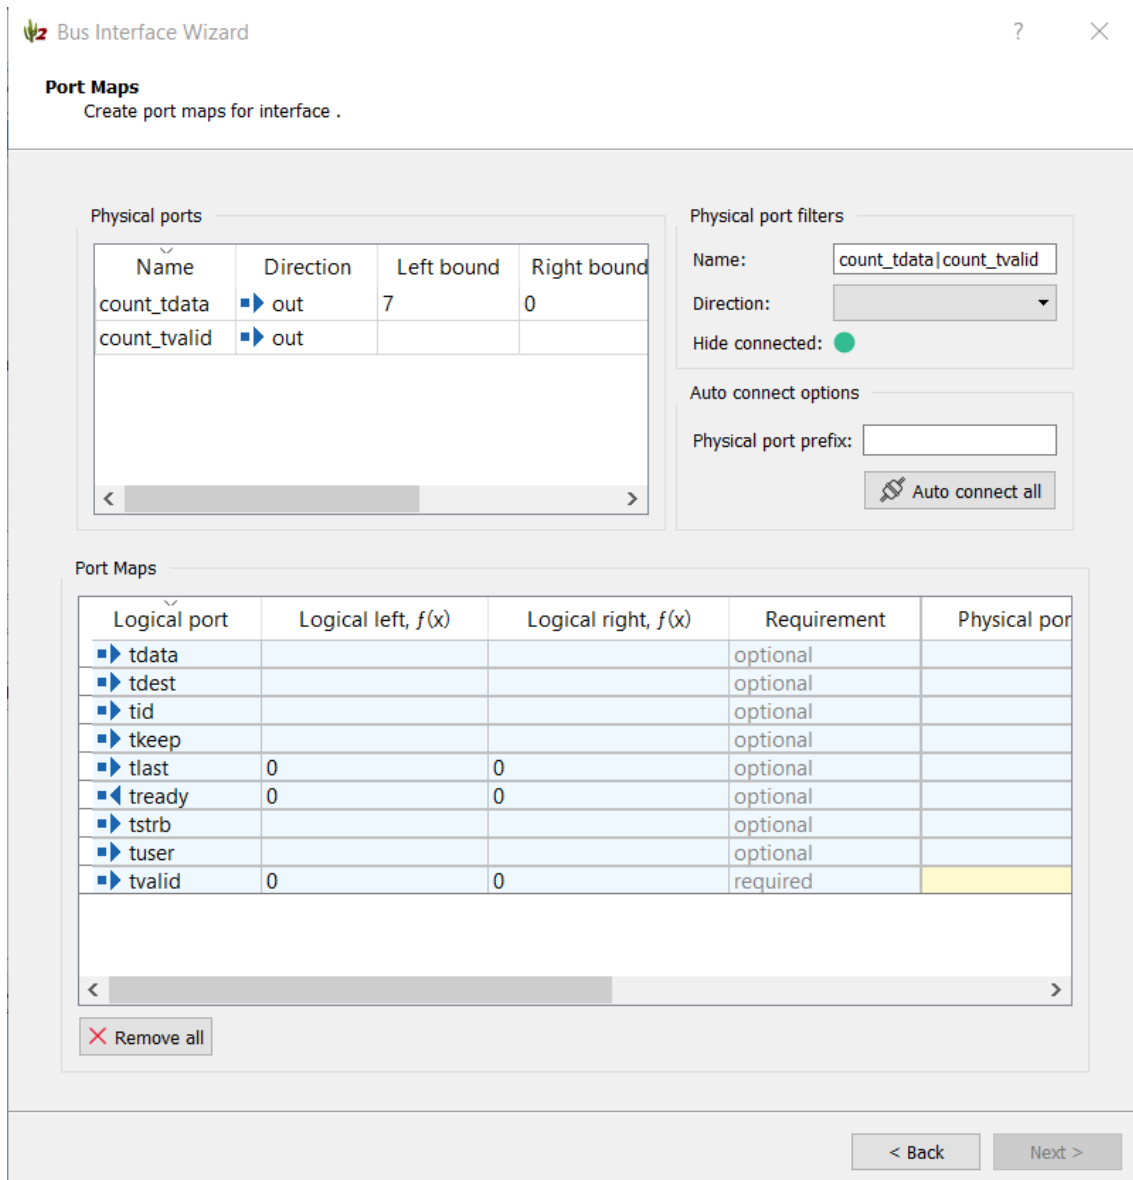 2 Bus Interface Wizard ?
Port Maps
Create port maps for interface .
Physical ports
Name Direction Left bound Right bound
count_tdata out 7 0
count_tvalid out
Physical port filters
Name: count_tdata|count_tvalid
Direction:
Hide connected:
Auto connect options
Physical port prefix:
Auto connect all
Port Maps
Logical port Logical left, ƒ(x) Logical right, ƒ(x) Requirement Physical por
tdata optional
tdest optional
tid optional
tkeep optional
tlast 0 0 optional
tready 0 0 optional
tstrb optional
tuser optional
tvalid 0 0 required
Remove all
< Back Next >